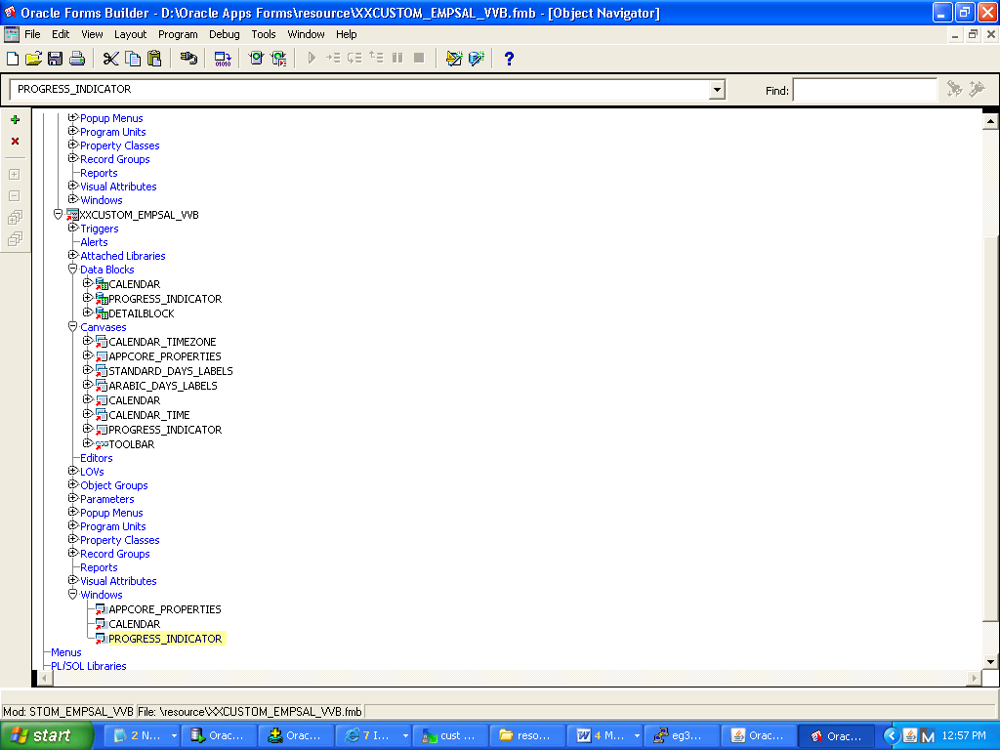 Oracle Forms Builder - D:\Oracle Apps Forms\resource\XXCUSTOM_EMPSAL_VVB.fmb - [Object Navigator]
File Edit View Layout Program Debug Tools Window Help
PROGRESS_INDICATOR Find:
Popup Menus
Program Units
Property Classes
Record Groups
Reports
Visual Attributes
Windows
XXCUSTOM_EMPSAL_VVB
Triggers
Alerts
Attached Libraries
Data Blocks
CALENDAR
PROGRESS_INDICATOR
DETAILBLOCK
Canvases
CALENDAR_TIMEZONE
APPCORE_PROPERTIES
STANDARD_DAYS_LABELS
ARABIC_DAYS_LABELS
CALENDAR
CALENDAR_TIME
PROGRESS_INDICATOR
TOOLBAR
Editors
LOVs
Object Groups
Parameters
Popup Menus
Program Units
Property Classes
Record Groups
Reports
Visual Attributes
Windows
APPCORE_PROPERTIES
CALENDAR
PROGRESS_INDICATOR
Menus
PL/SQL Libraries
Mod: STOM_EMPSAL_VVB File: \resource\XXCUSTOM_EMPSAL_VVB.fmb
start 2 N... Orac... Orac... 7 I... cust ... reso... 4 M... eg3... Orac... Orac... 12:57 PM